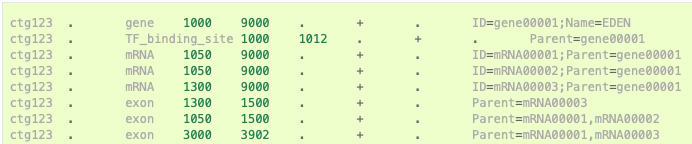 ctg123 . gene 1000 9000 . + . ID=gene00001;Name=EDEN
ctg123 . TF_binding_site 1000 1012 . + . Parent=gene00001
ctg123 . mRNA 1050 9000 . + . ID=mRNA00001;Parent=gene00001
ctg123 . mRNA 1050 9000 . + . ID=mRNA00002;Parent=gene00001
ctg123 . mRNA 1300 9000 . + . ID=mRNA00003;Parent=gene00001
ctg123 . exon 1300 1500 . + . Parent=mRNA00003
ctg123 . exon 1050 1500 . + . Parent=mRNA00001,mRNA00002
ctg123 . exon 3000 3902 . + . Parent=mRNA00001,mRNA00003